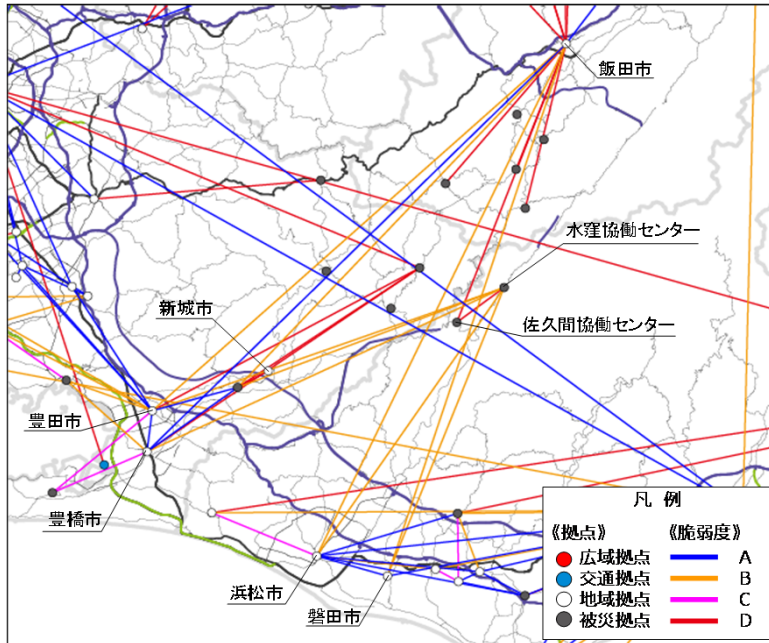 飯田市
水窪協働センター
新城市
佐久間協働センター
豊田市
豊橋市
浜松市
磐田市
凡 例
《拠点》 《脆弱度》
広域拠点 A
交通拠点 B
地域拠点 C
被災拠点 D